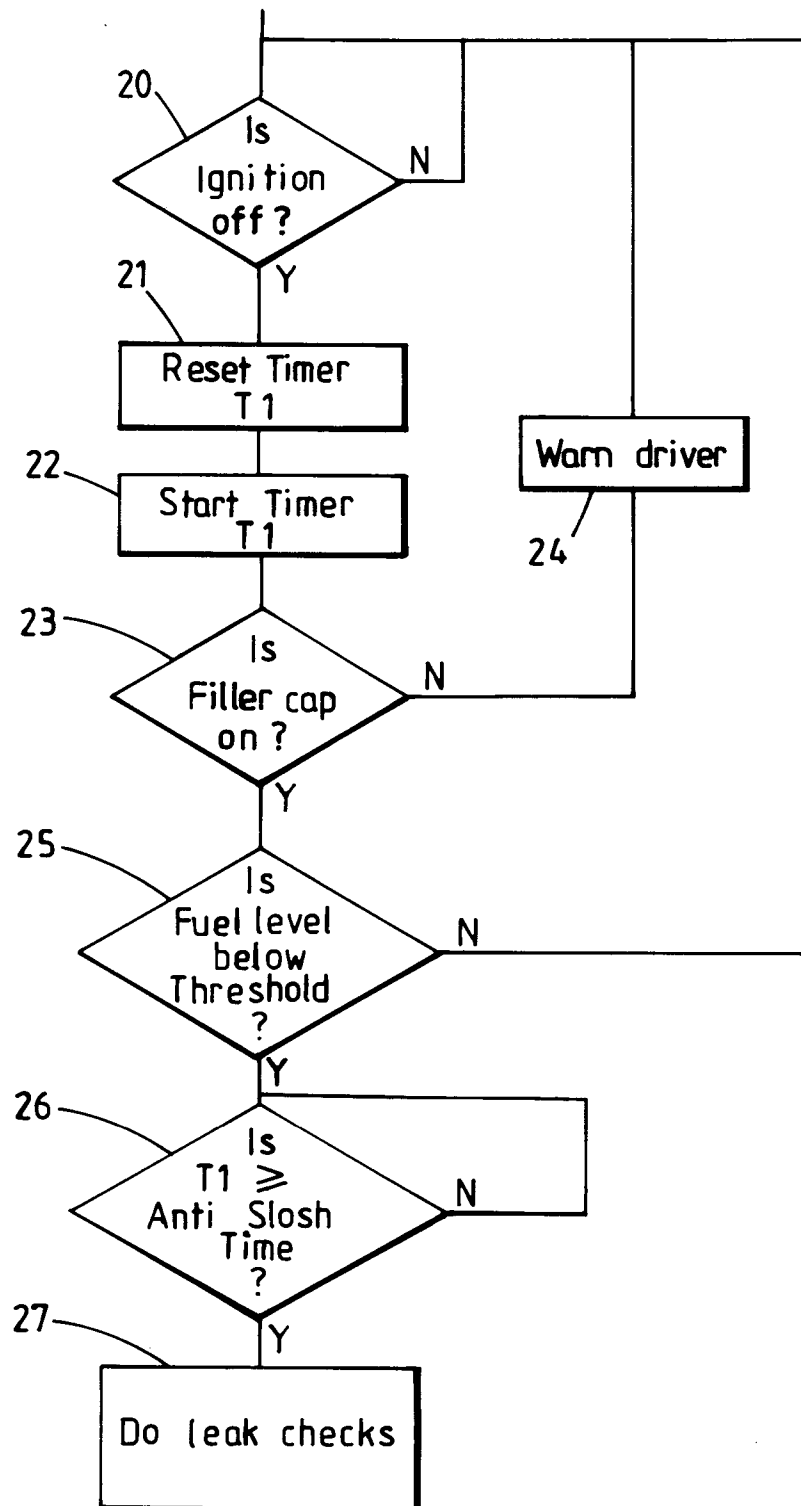 20
Is
Ignition
off ?
N
Y
21
Reset Timer
T1
22
Start Timer
T1
Warn driver
24
23
Is
Filler cap
on ?
N
Y
25
Is
Fuel level
below
Threshold
?
N
Y
26
Is
T1 ⩾
Anti Slosh
Time
?
N
Y
27
Do leak checks